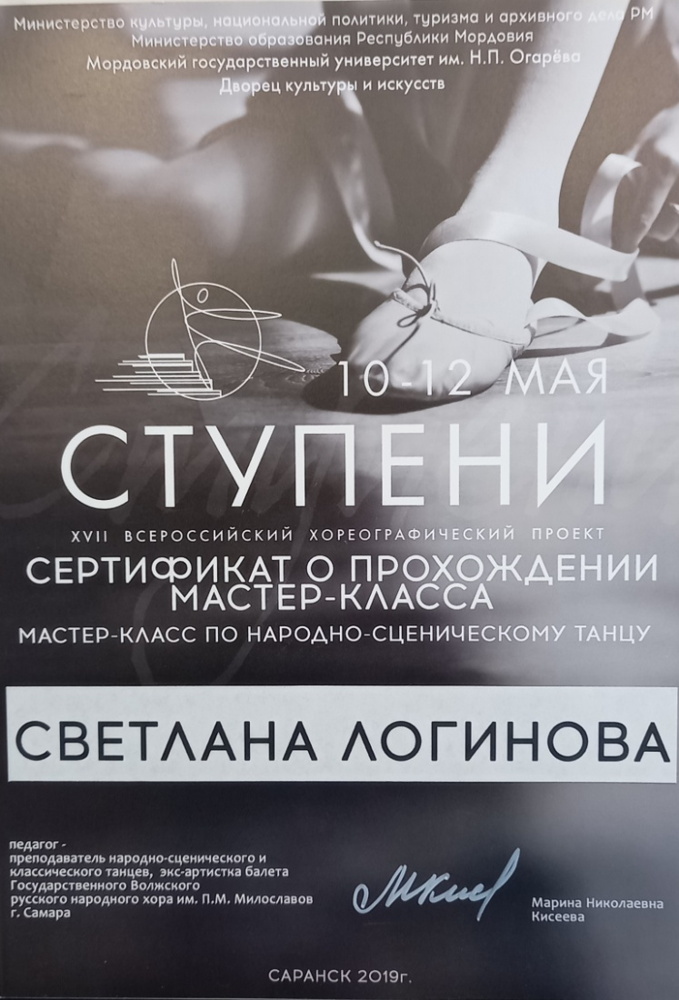 Министерство культуры, национальной политики, туризма и архивного дела РМ
Министерство образования Республики Мордовия
Мордовский государственный университет им. Н.П. Огарёва
Дворец культуры и искусств
10-12 МАЯ
СТУПЕНИ
XVII ВСЕРОССИЙСКИЙ ХОРЕОГРАФИЧЕСКИЙ ПРОЕКТ
СЕРТИФИКАТ О ПРОХОЖДЕНИИ
МАСТЕР-КЛАССА
МАСТЕР-КЛАСС ПО НАРОДНО-СЦЕНИЧЕСКОМУ ТАНЦУ
СВЕТЛАНА ЛОГИНОВА
педагог -
преподаватель народно-сценического и
классического танцев, экс-артистка балета
Государственного Волжского
русского народного хора им. П.М. Милославов
г. Самара
Марина Николаевна
Кисеева
САРАНСК 2019г.